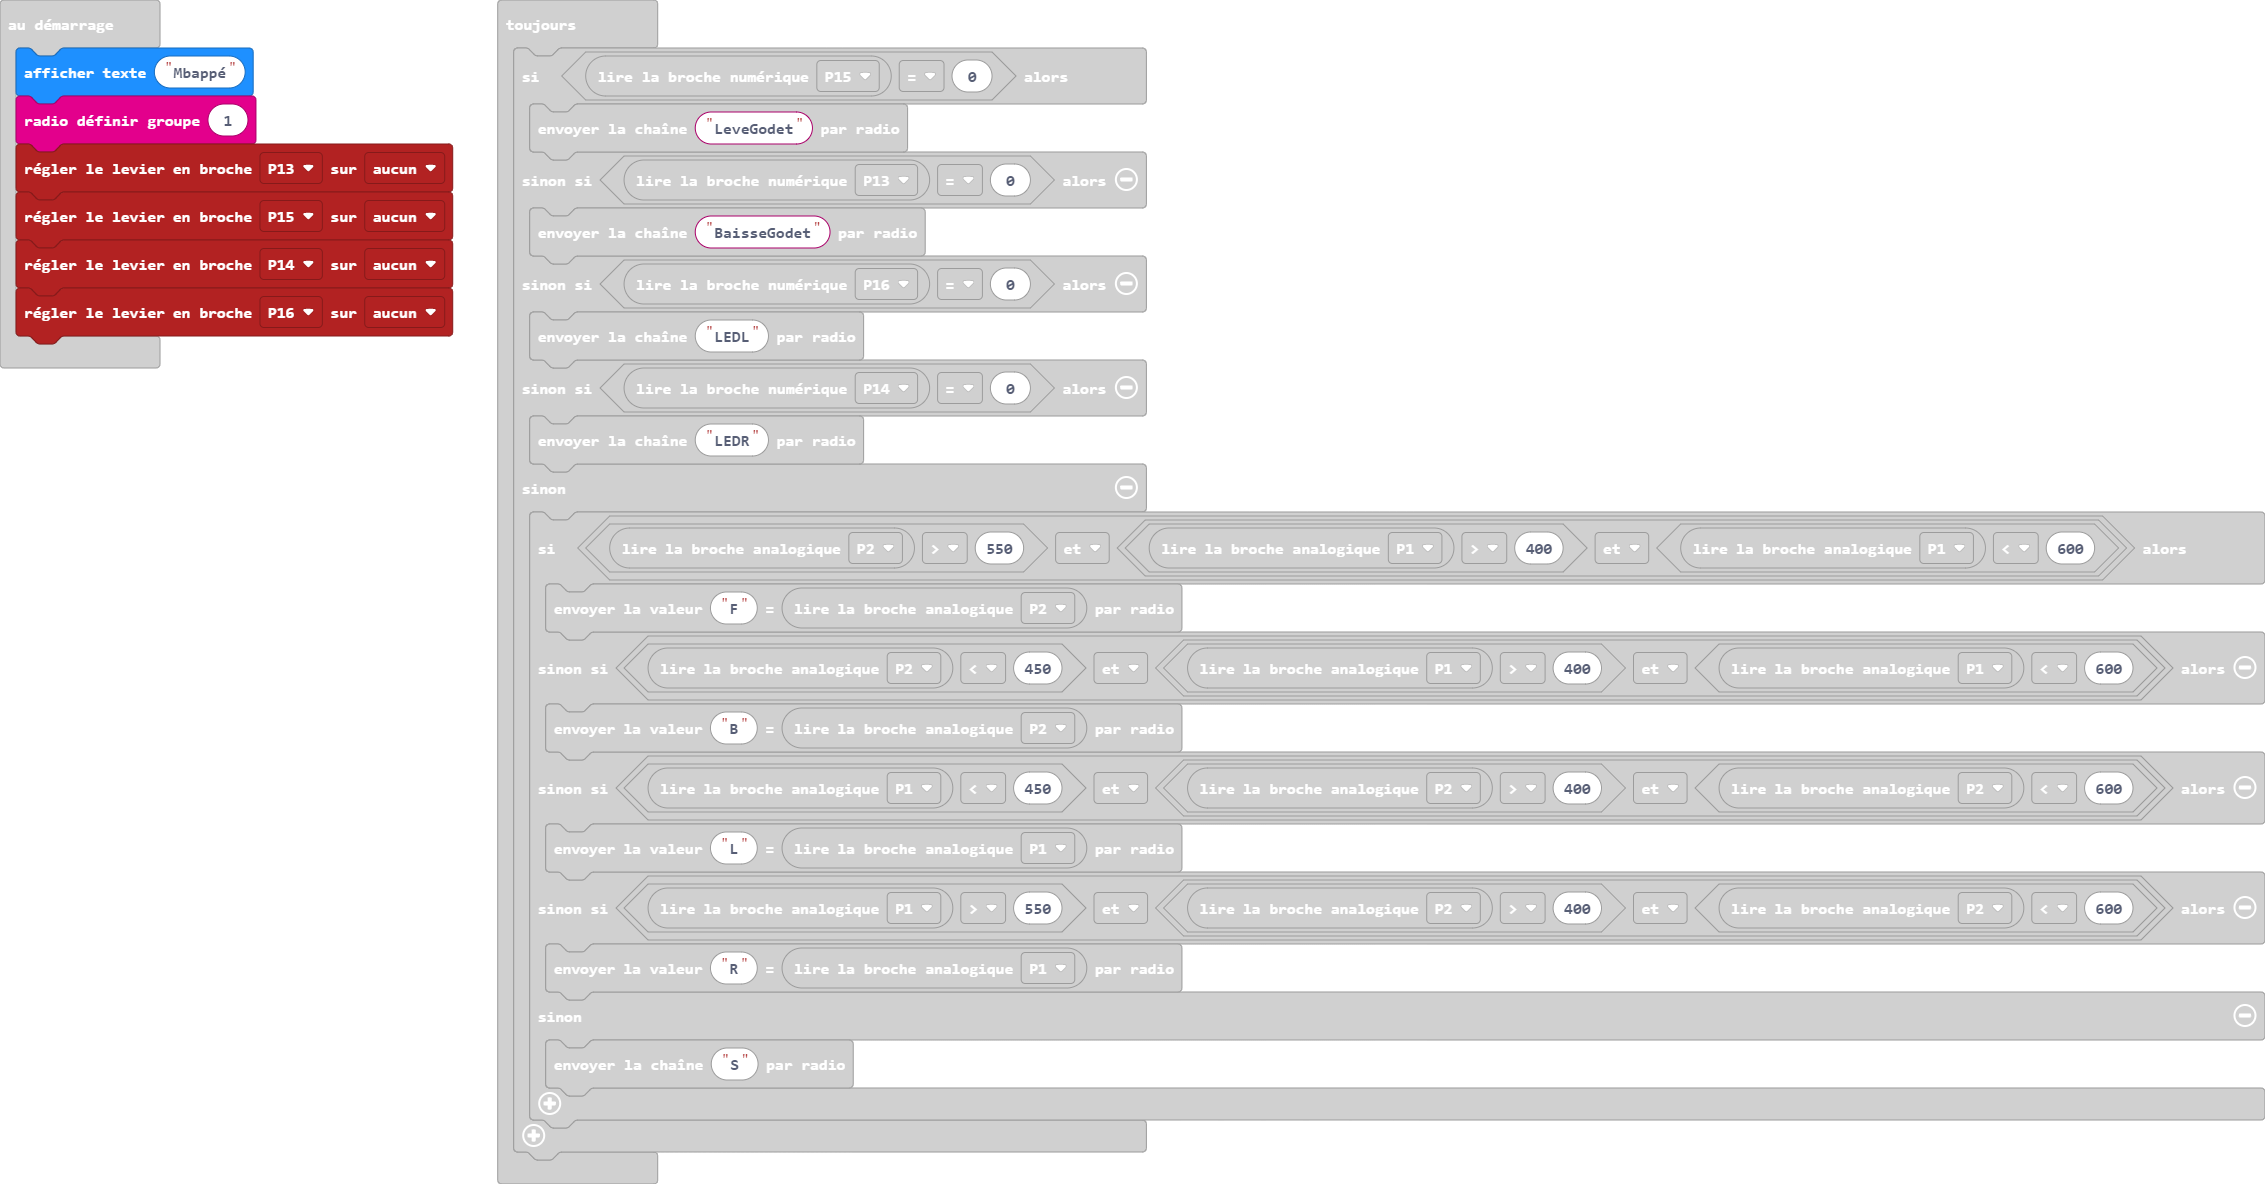 au démarrage
afficher texte "Mbappé"
radio définir groupe 1
régler le levier en broche P13 sur aucun
régler le levier en broche P15 sur aucun
régler le levier en broche P14 sur aucun
régler le levier en broche P16 sur aucun
toujours
si lire la broche numérique P15 = 0 alors
envoyer la chaîne "LeveGodet" par radio
sinon si lire la broche numérique P13 = 0 alors
envoyer la chaîne "BaisseGodet" par radio
sinon si lire la broche numérique P16 = 0 alors
envoyer la chaîne "LEDL" par radio
sinon si lire la broche numérique P14 = 0 alors
envoyer la chaîne "LEDR" par radio
sinon
si lire la broche analogique P2 > 550 et lire la broche analogique P1 > 400 et lire la broche analogique P1 < 600 alors
envoyer la valeur "F" = lire la broche analogique P2 par radio
sinon si lire la broche analogique P2 < 450 et lire la broche analogique P1 > 400 et lire la broche analogique P1 < 600 alors
envoyer la valeur "B" = lire la broche analogique P2 par radio
sinon si lire la broche analogique P1 < 450 et lire la broche analogique P2 > 400 et lire la broche analogique P2 < 600 alors
envoyer la valeur "L" = lire la broche analogique P1 par radio
sinon si lire la broche analogique P1 > 550 et lire la broche analogique P2 > 400 et lire la broche analogique P2 < 600 alors
envoyer la valeur "R" = lire la broche analogique P1 par radio
sinon
envoyer la chaîne "S" par radio